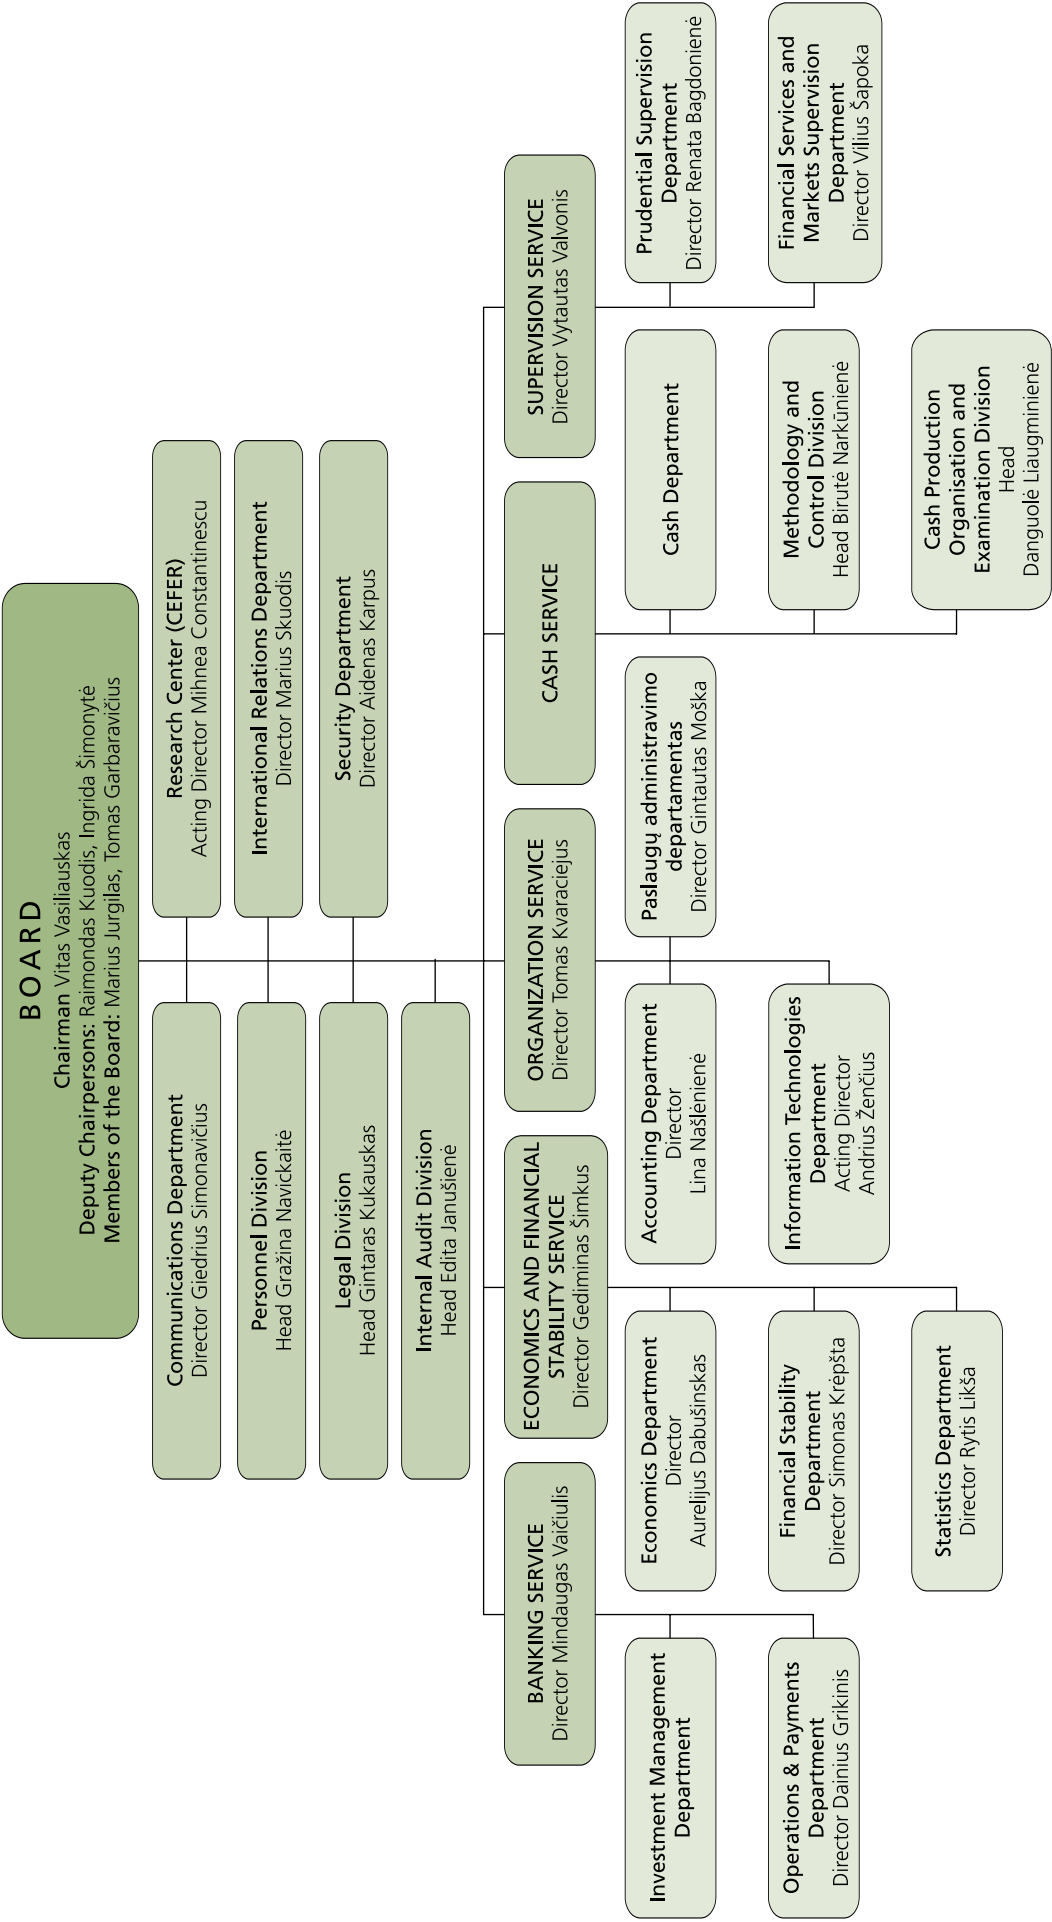 BOARD
Chairman Vitas Vasiliauskas
Deputy Chairpersons: Raimondas Kuodis, Ingrida Šimonytė
Members of the Board: Marius Jurgilas, Tomas Garbaravičius
Communications Department
Director Giedrius Simonavičius
Research Center (CEFER)
Acting Director Mihnea Constantinescu
Personnel Division
Head Gražina Navickaitė
International Relations Department
Director Marius Skuodis
Legal Division
Head Gintaras Kukauskas
Security Department
Director Aidenas Karpus
Internal Audit Division
Head Edita Janušienė
BANKING SERVICE
Director Mindaugas Vaičiulis
ECONOMICS AND FINANCIAL
STABILITY SERVICE
Director Gediminas Šimkus
ORGANIZATION SERVICE
Director Tomas Kvaraciejus
CASH SERVICE
SUPERVISION SERVICE
Director Vytautas Valvonis
Investment Management
Department
Economics Department
Director
Aurelijus Dabušinskas
Accounting Department
Director
Lina Našlėnienė
Paslaugų administravimo
departamentas
Director Gintautas Moška
Cash Department
Prudential Supervision
Department
Director Renata Bagdonienė
Operations & Payments
Department
Director Dainius Grikinis
Financial Stability
Department
Director Simonas Krėpšta
Information Technologies
Department
Acting Director
Andrius Ženčius
Methodology and
Control Division
Head Birutė Narkūnienė
Financial Services and
Markets Supervision
Department
Director Vilius Šapoka
Statistics Department
Director Rytis Likša
Cash Production
Organisation and
Examination Division
Head
Danguolė Liaugminienė